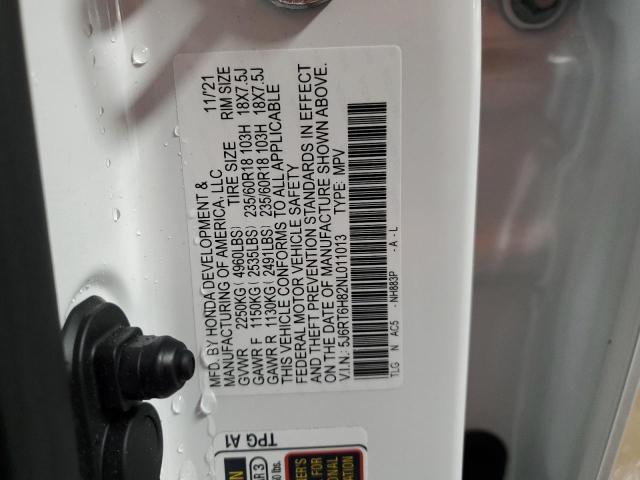 MFD. BY HONDA DEVELOPMENT &
MANUFACTURING OF AMERICA, LLC 11/21
TIRE SIZE RIM SIZE
GVWR 2250KG ( 4960LBS)
GAWR F 1150KG ( 2535LBS) 235/60R18 103H 18X7.5J
GAWR R 1130KG ( 2491LBS) 235/60R18 103H 18X7.5J
THIS VEHICLE CONFORMS TO ALL APPLICABLE
FEDERAL MOTOR VEHICLE SAFETY
AND THEFT PREVENTION STANDARDS IN EFFECT
ON THE DATE OF MANUFACTURE SHOWN ABOVE.
V.I.N.: 5J6RT6H82NL011013 TYPE: MPV
TLG N AC5 - NH883P - A - L
TPG A1